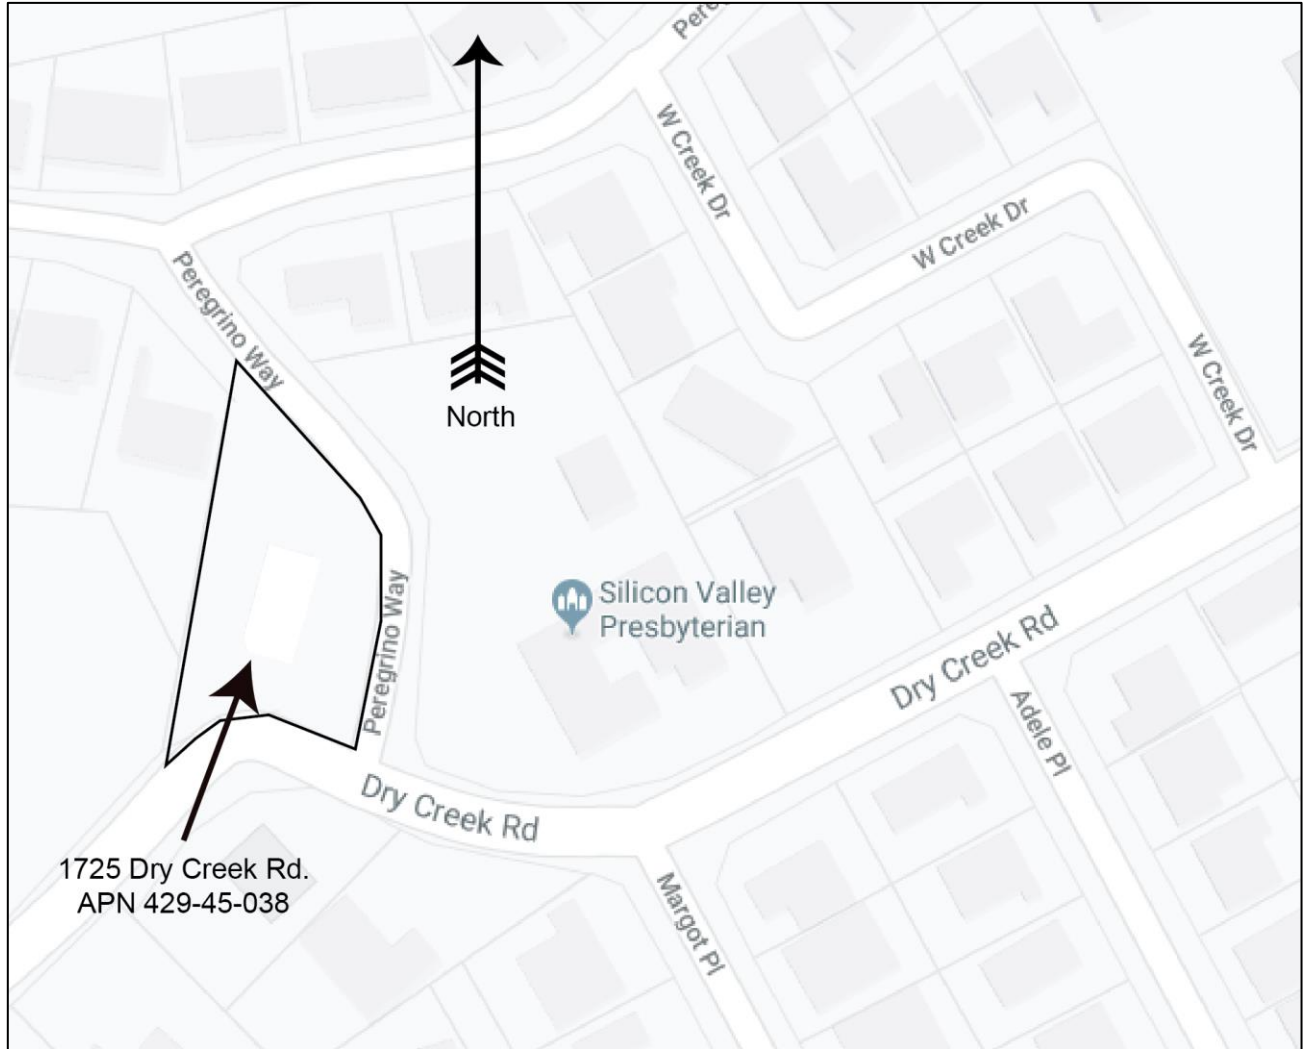 Pere
W Creek Dr
W Creek Dr
Peregrino Way
W Creek Dr
North
Silicon Valley
Presbyterian
Peregrino Way
Dry Creek Rd
Adele Pl
Dry Creek Rd
1725 Dry Creek Rd.
APN 429-45-038
Margot Pl